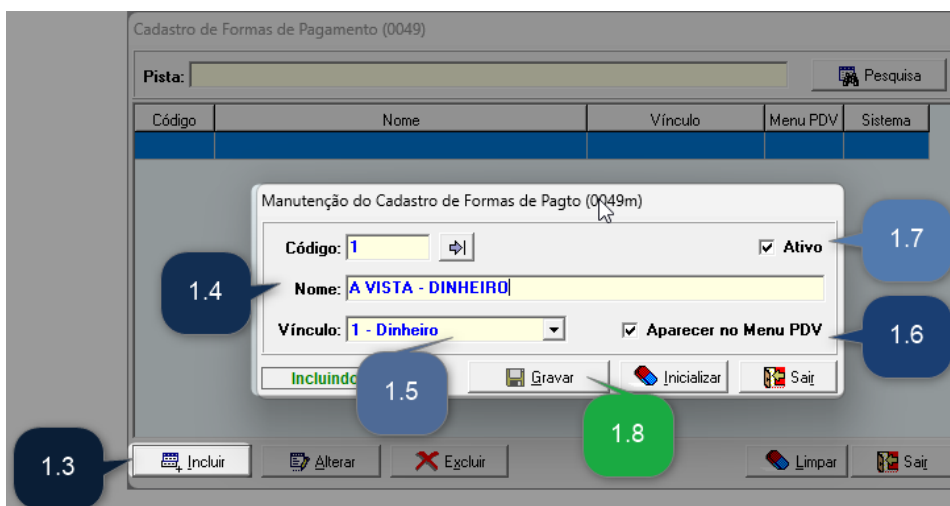 Cadastro de Formas de Pagamento (0049)
Pista:
Pesquisa
Código Nome Vínculo Menu PDV Sistema
Manutenção do Cadastro de Formas de Pagto (0049m)
Código: 1
Ativo
1.7
1.4
Nome: A VISTA - DINHEIRO
Vínculo: 1 - Dinheiro
Aparecer no Menu PDV
1.6
Incluindo
1.5
Gravar
Inicializar
Sair
1.8
1.3
Incluir
Alterar
Excluir
Limpar
Sair